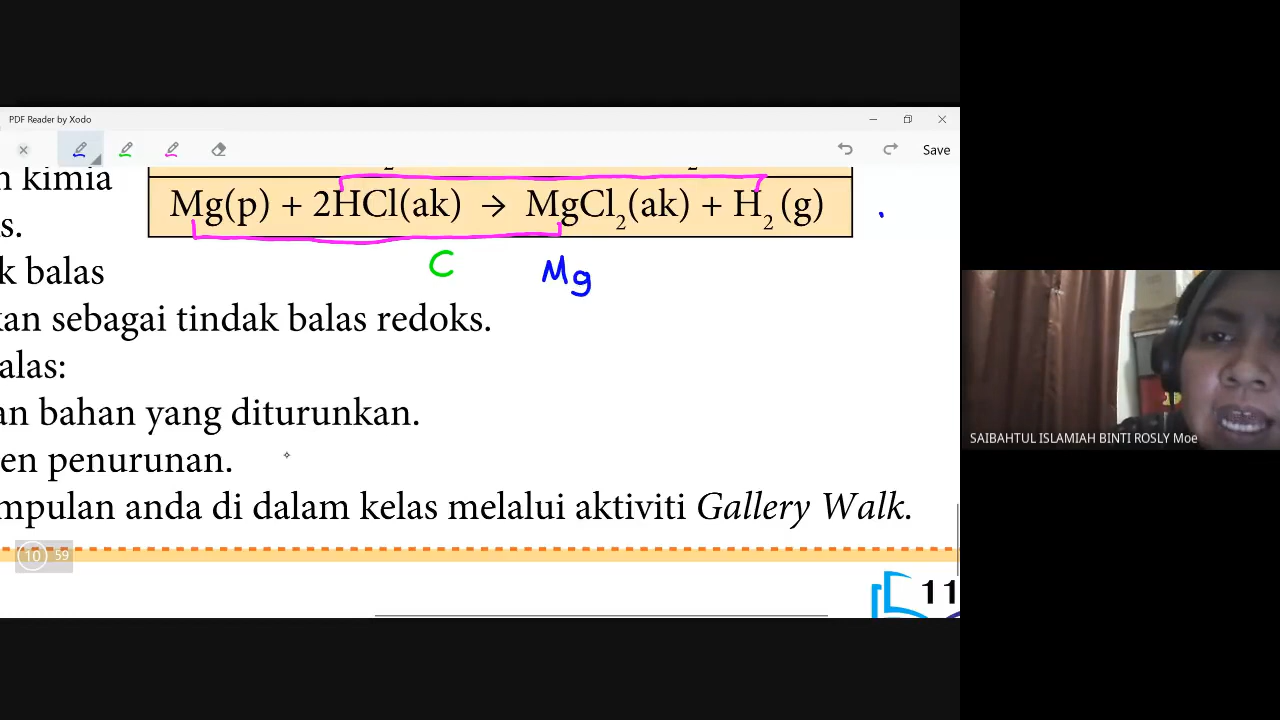 PDF Reader by Xodo
Save
n kimia
Mg(p) + 2HCl(ak) → MgCl₂(ak) + H₂(g)
s.
C Mg
k balas
kan sebagai tindak balas redoks.
alas:
an bahan yang diturunkan.
en penurunan.
SAIBAHTUL ISLAMIAH BINTI ROSLY Moe
mpulan anda di dalam kelas melalui aktiviti Gallery Walk.
10 59
11